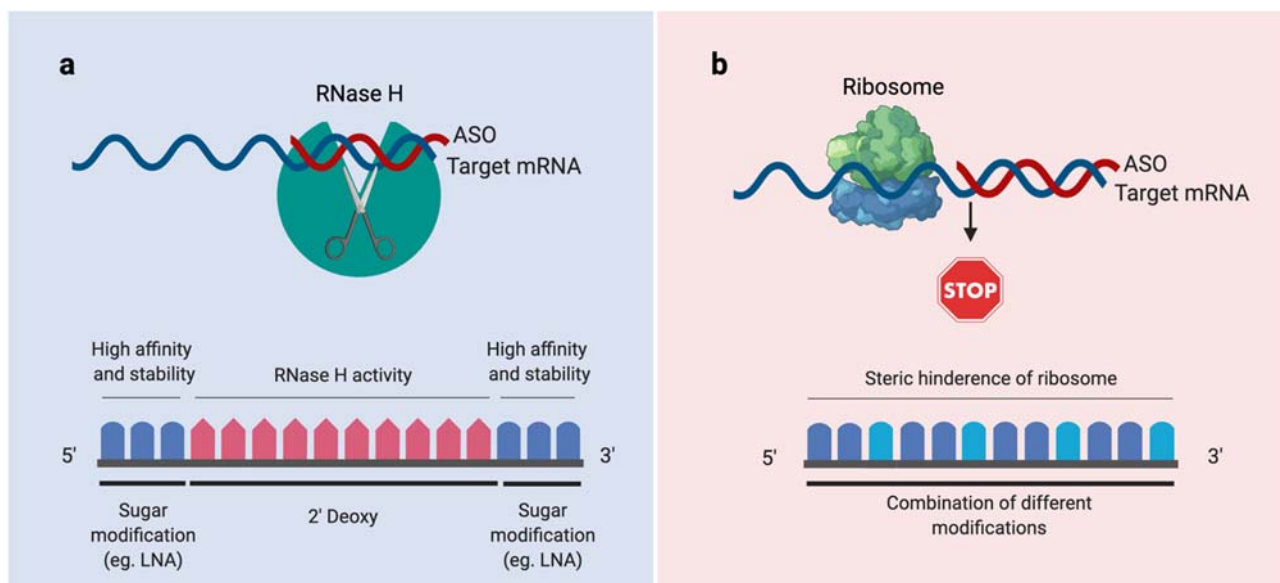 a
RNase H
ASO
Target mRNA
High affinity
and stability
RNase H activity
High affinity
and stability
5'
3'
Sugar
modification
(eg. LNA)
2' Deoxy
Sugar
modification
(eg. LNA)
b
Ribosome
ASO
Target mRNA
STOP
Steric hinderence of ribosome
5'
3'
Combination of different
modifications